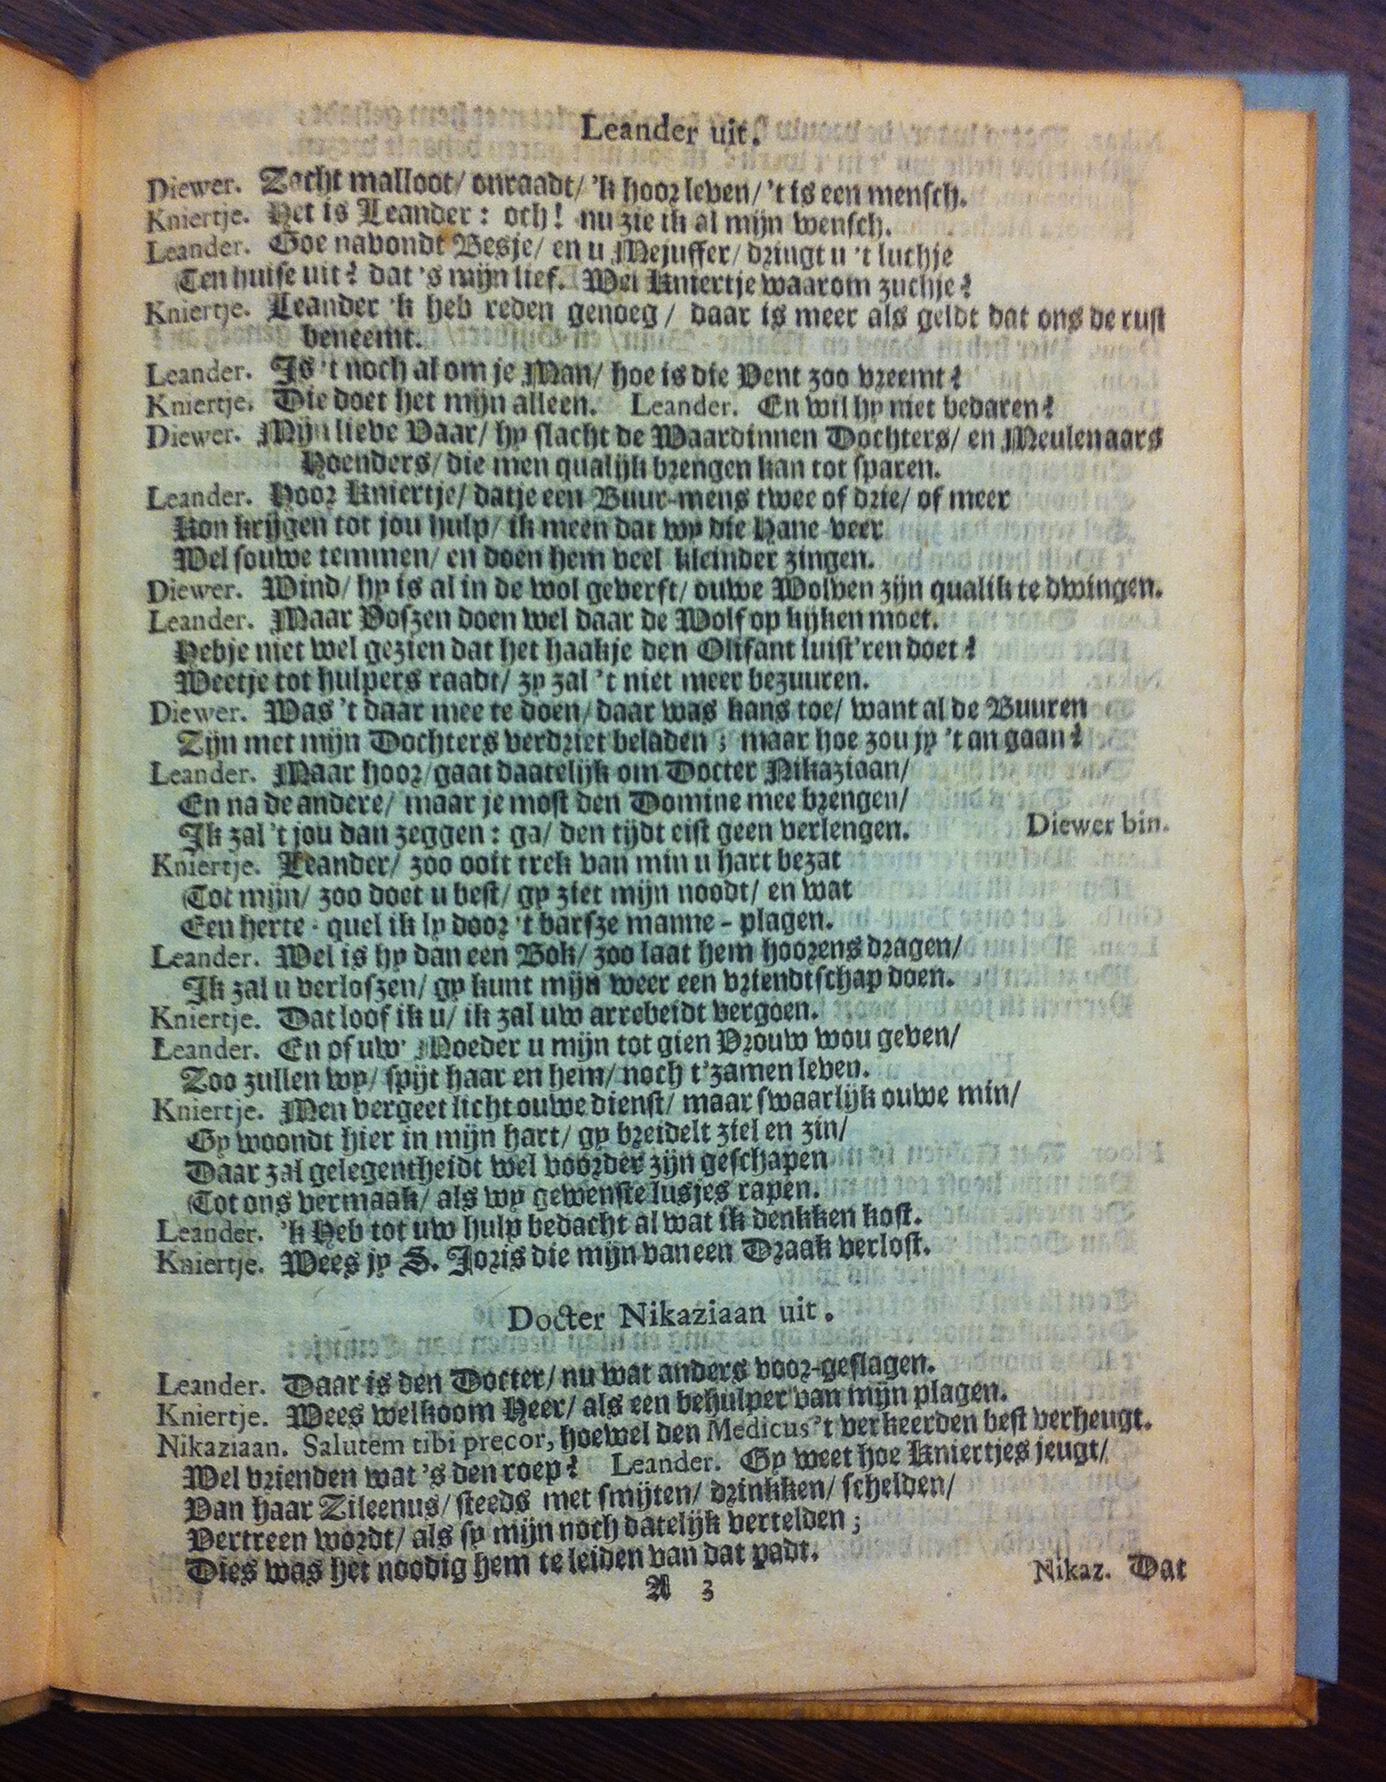 Leander uit.
Diewer. Zacht malloot/ onraadt/ 'k hoor leven/ 't is een mensch.
Kniertje. Het is Leander: och! nu zie ik al mijn wensch.
Leander. Goe navondt Besje/ en u Mejuffer/ dringt u 't luchje
Ten huise uit? dat 's mijn lief. Wel Kniertje waarom zuchje?
Kniertje. Leander 'k heb reden genoeg/ daar is meer als geldt dat ons de rust
beneemt.
Leander. Is 't noch al om je Man/ hoe is die Vent zoo vreemt?
Kniertje. Die doet het mijn alleen. Leander. En wil hy niet bedaren?
Diewer. Mijn lieve Vaar/ hy slacht de Waardinnen Dochters/ en Meulenaars
Hoenders/ die men qualijk brengen kan tot sparen.
Leander. Hoor Kniertje/ datje een Buur-mens twee of drie/ of meer
Kon krijgen tot jou hulp/ ik meen dat wy die Hane-veer
Wel souwe temmen/ en doen hem veel kleinder zingen.
Diewer. Wind/ hy is al in de wol geverft/ ouwe Wolven zijn qualik te dwingen.
Leander. Maar Voszen doen wel daar de Wolf op kijken moet.
Hebje niet wel gezien dat het haakje den Olifant luist'ren doet?
Weetje tot hulpers raadt/ zy zal 't niet meer bezuuren.
Diewer. Was 't daar mee te doen/ daar was kans toe/ want al de Buuren
Zijn met mijn Dochters verdriet beladen; maar hoe zou jy 't an gaan?
Leander. Maar hoor/ gaat daatelijk om Docter Nikaziaan/
En na de andere/ maar je most den Domine mee brengen/
Ik zal 't jou dan zeggen: ga/ den tijdt eist geen verlengen. Diewer bin.
Kniertje. Leander/ zoo ooit trek van min u hart bezat
Tot mijn/ zoo doet u best/ gy ziet mijn noodt/ en wat
Een herte-quel ik ly door 't barsze manne-plagen.
Leander. Wel is hy dan een Bok/ zoo laat hem hoorens dragen/
Ik zal u verloszen/ gy kunt mijn weer een vriendtschap doen.
Kniertje. Dat loof ik u/ ik zal uw arrebeidt vergoen.
Leander. En of uw' Moeder u mijn tot gien Vrouw wou geven/
Zoo zullen wy/ spijt haar en hem/ noch t'zamen leven.
Kniertje. Men vergeet licht ouwe dienst/ maar swaarlijk ouwe min/
Gy woondt hier in mijn hart/ gy breidelt ziel en zin/
Daar zal gelegentheidt wel voorder zijn geschapen
Tot ons vermaak/ als wy gewenste lusjes rapen.
Leander. 'k Heb tot uw hulp bedacht al wat ik denkken kost.
Kniertje. Wees jy S. Joris die mijn van een Draak verlost.
Docter Nikaziaan uit.
Leander. Daar is den Docter/ nu wat anders voor-geslagen.
Kniertje. Wees welkoom Heer/ als een behulper van mijn plagen.
Nikaziaan. Salutem tibi precor, hoewel den Medicus 't verkeerden best verheugt.
Wel vrienden wat 's den roep? Leander. Gy weet hoe Kniertjes jeugt/
Van haar Zileenus/ steeds met smijten/ drinkken/ schelden/
Vertreen wordt/ als sy mijn noch datelijk vertelden;
Dies was het noodig hem te leiden van dat padt.
A 3 Nikaz. Dat